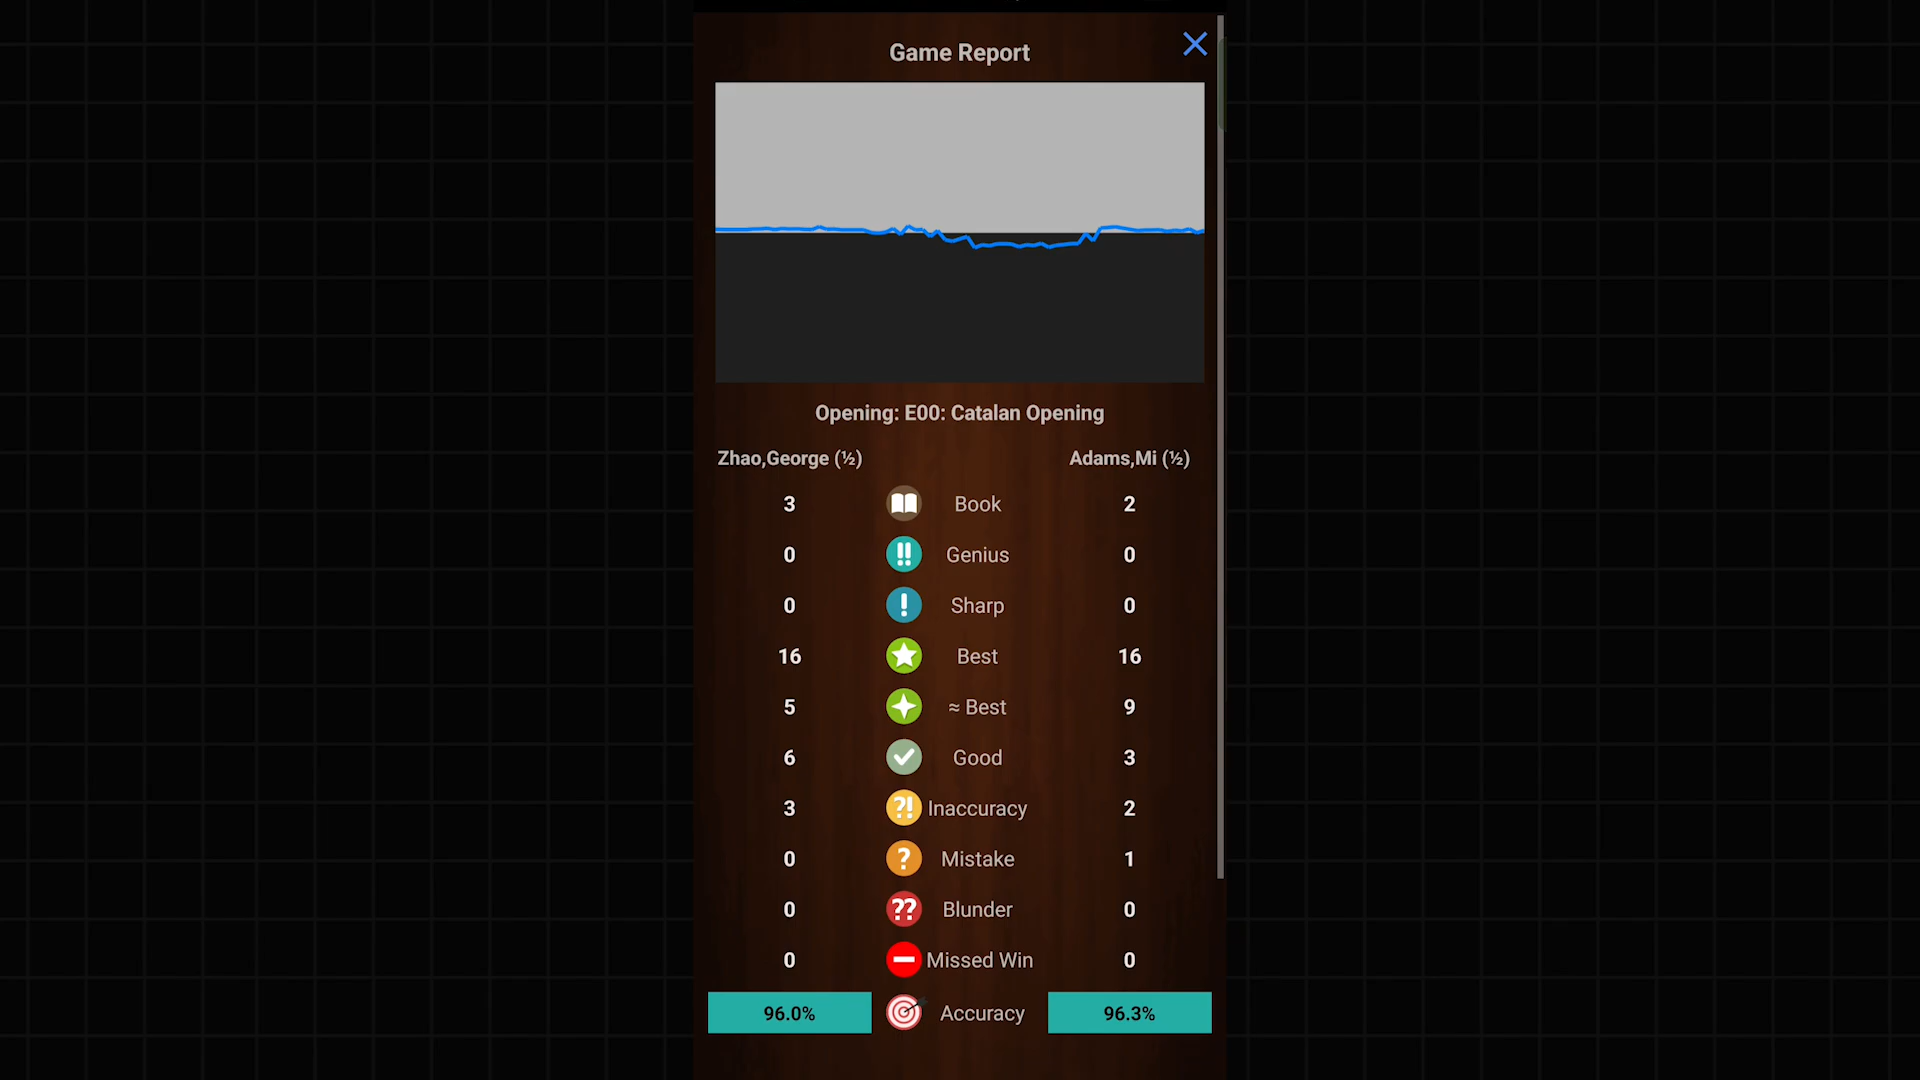 Game Report
Opening: E00: Catalan Opening
Zhao,George (½) Adams,Mi (½)
3 Book 2
0 !! Genius 0
0 ! Sharp 0
16 Best 16
5 ≈ Best 9
6 Good 3
3 ?! Inaccuracy 2
0 ? Mistake 1
0 ?? Blunder 0
0 Missed Win 0
96.0% Accuracy 96.3%